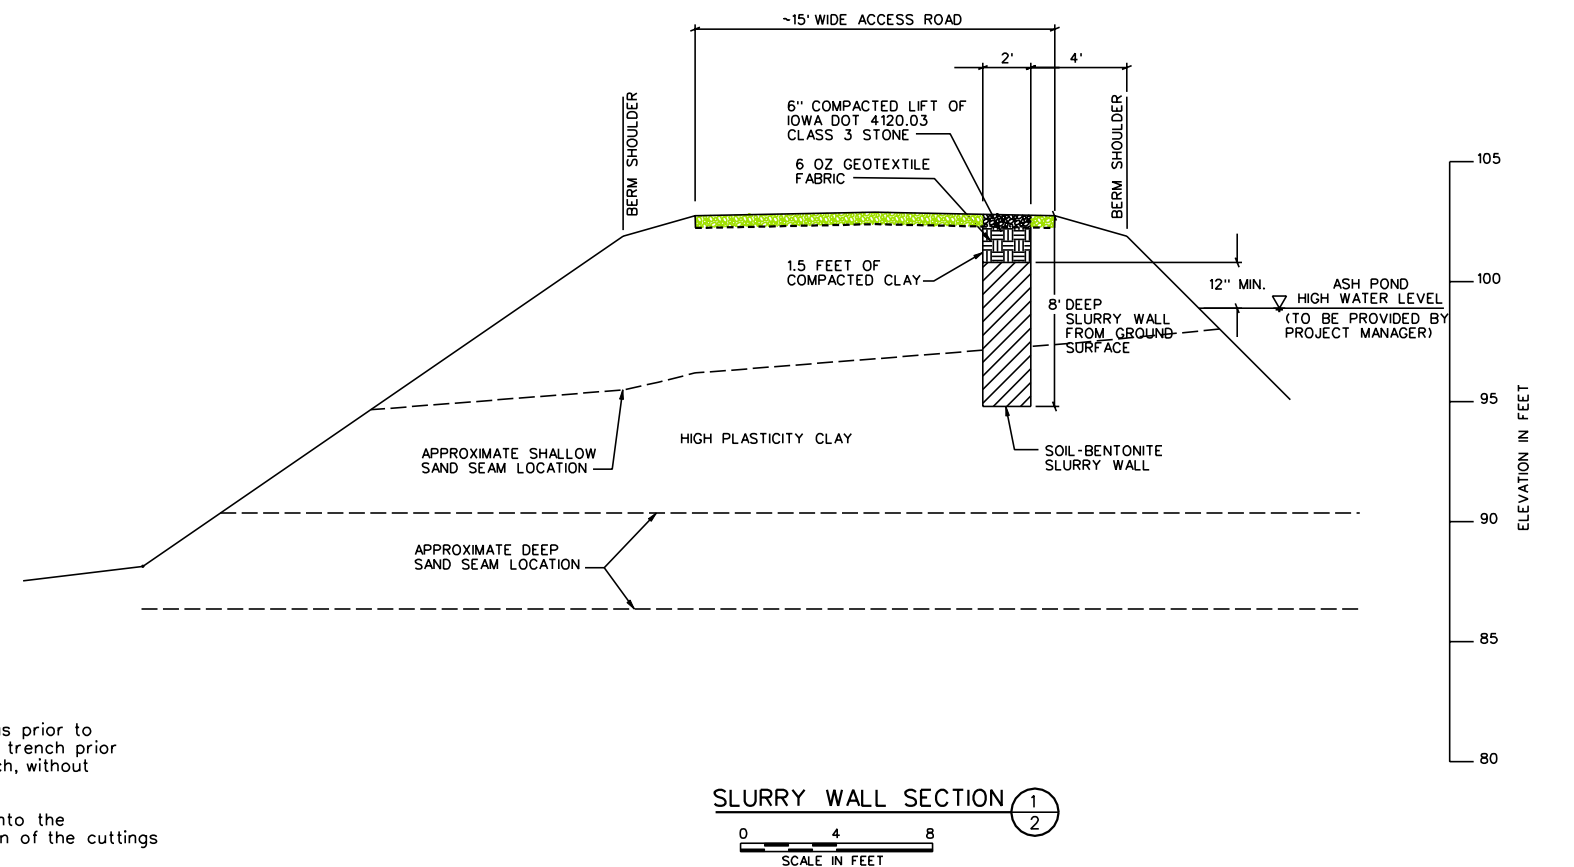 ~15' WIDE ACCESS ROAD
2'
4'
BERM SHOULDER
6" COMPACTED LIFT OF
IOWA DOT 4120.03
CLASS 3 STONE
6 OZ GEOTEXTILE
FABRIC
BERM SHOULDER
1.5 FEET OF
COMPACTED CLAY
12" MIN.
ASH POND
HIGH WATER LEVEL
(TO BE PROVIDED BY
PROJECT MANAGER)
8' DEEP
SLURRY WALL
FROM GROUND
SURFACE
APPROXIMATE SHALLOW
SAND SEAM LOCATION
HIGH PLASTICITY CLAY
SOIL-BENTONITE
SLURRY WALL
APPROXIMATE DEEP
SAND SEAM LOCATION
105
100
95
90
85
80
ELEVATION IN FEET
prior to
trench prior
without
the
of the cuttings
SLURRY WALL SECTION
1
2
0 4 8
SCALE IN FEET